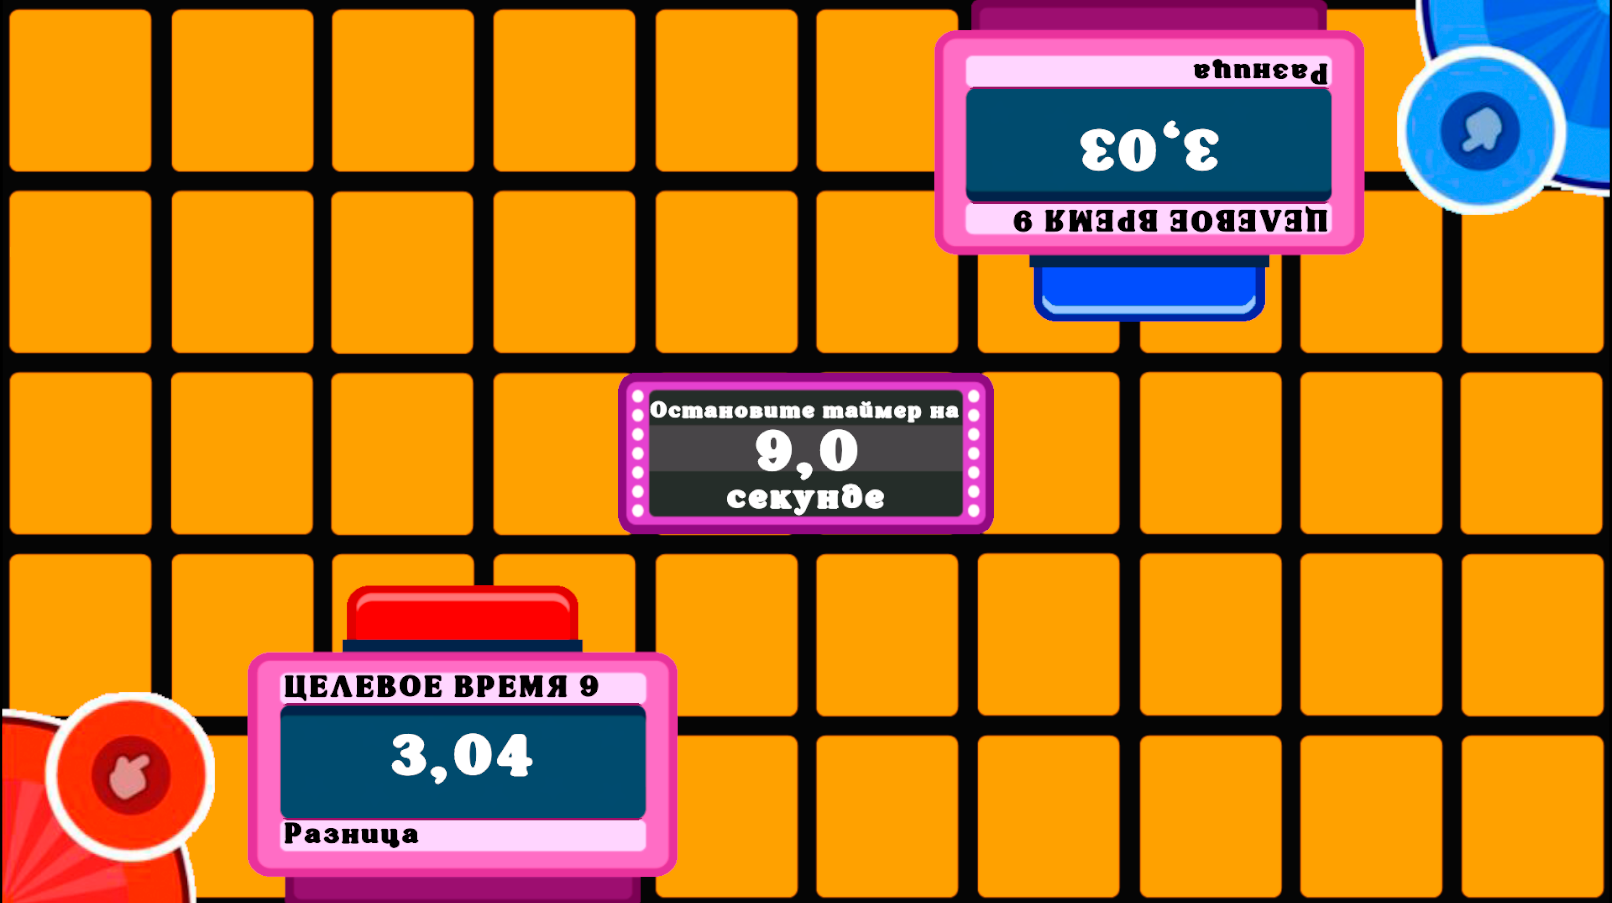 Разница
3,03
ЦЕЛЕВОЕ ВРЕМЯ 9
Остановите таймер на
9,0
секунде
ЦЕЛЕВОЕ ВРЕМЯ 9
3,04
Разница